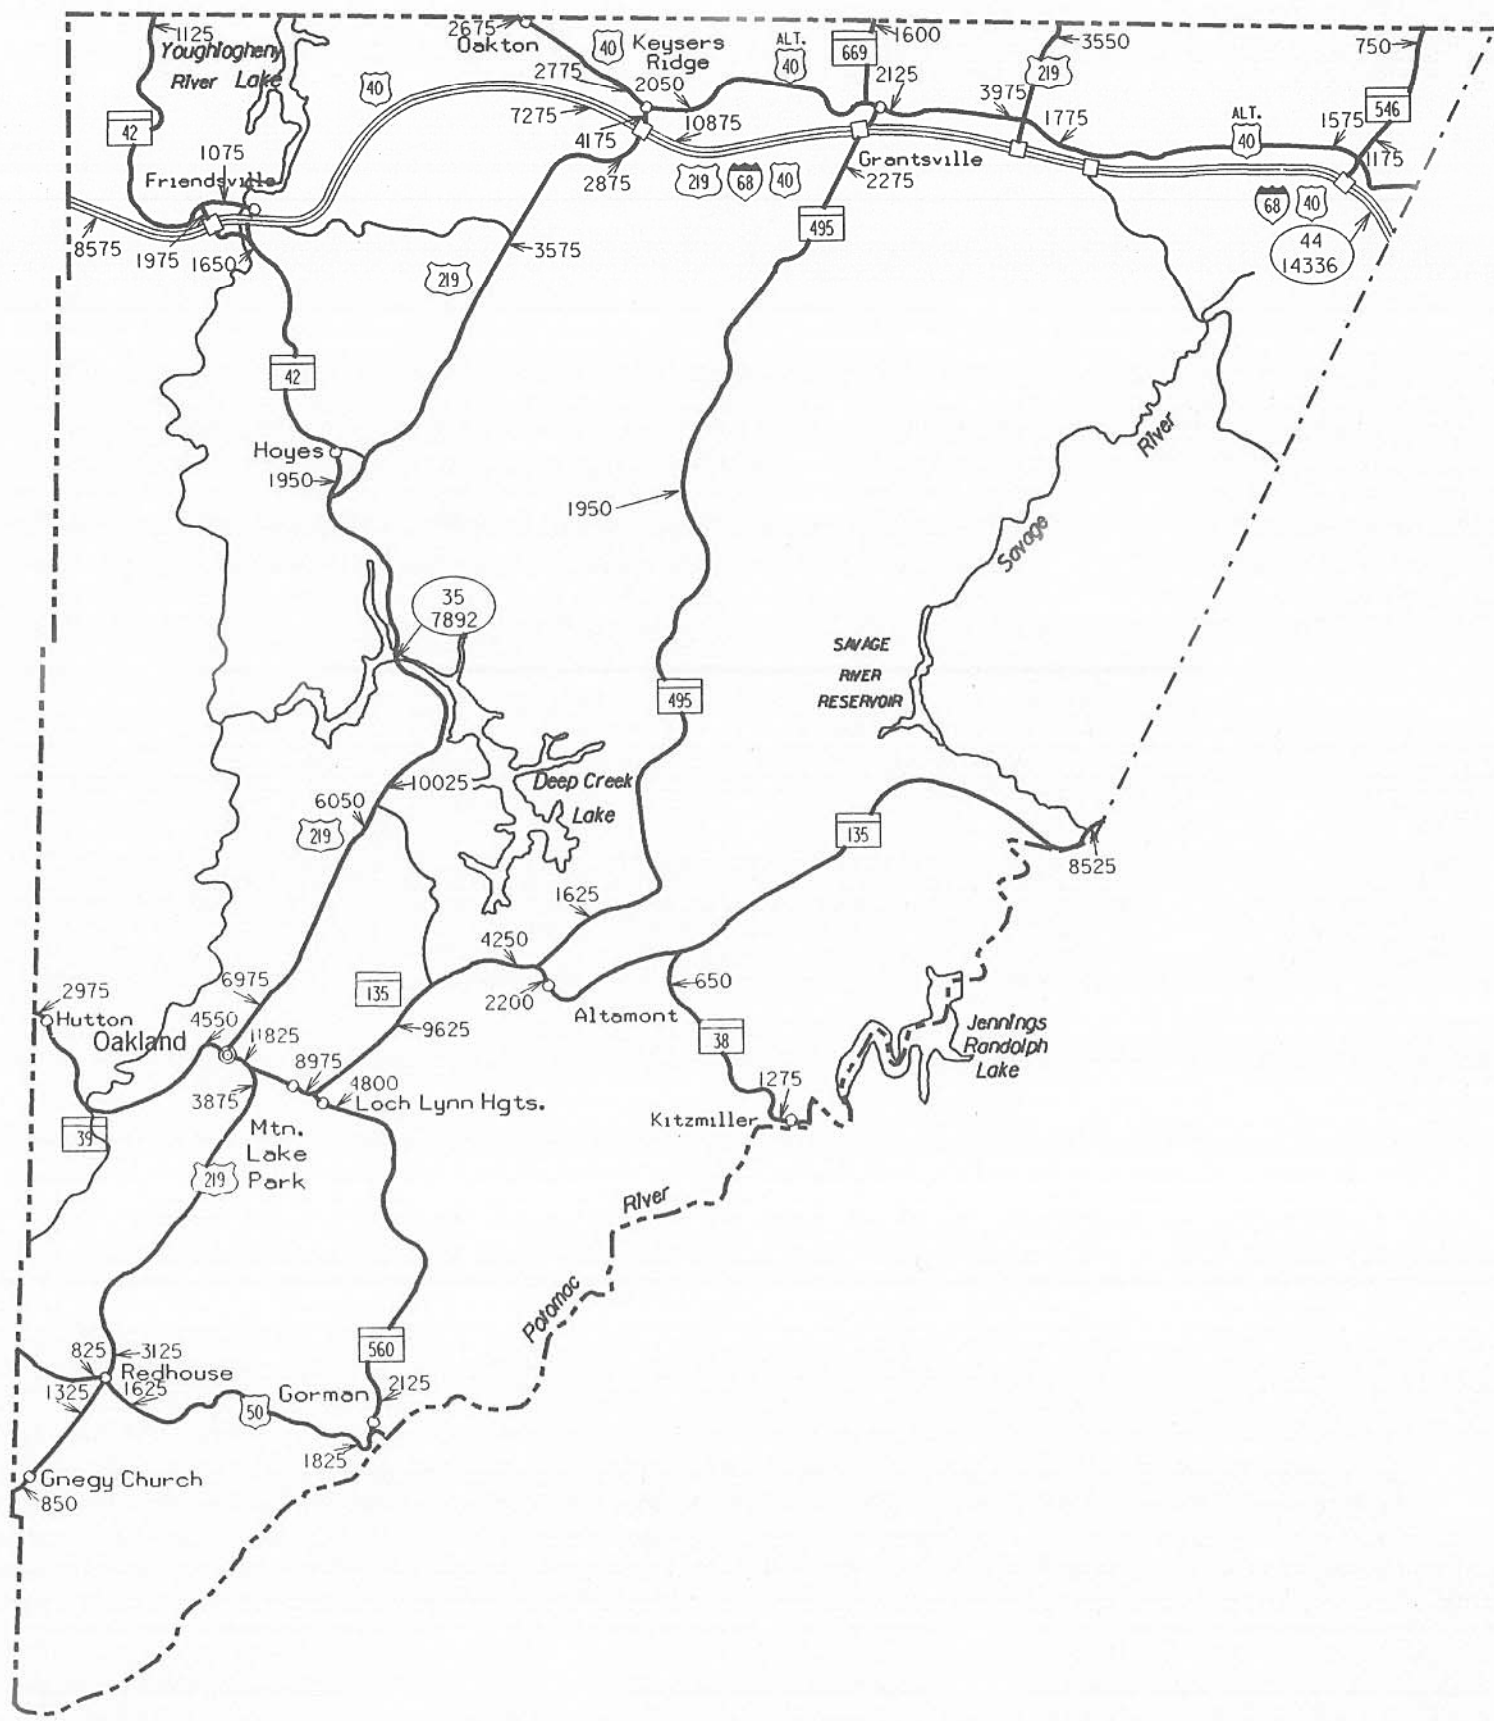 1125
Youghiogheny
River Lake
42
40
2675
Oakton
40
Keysers
Ridge
ALT.
40
669
1600
2125
219
3550
750
546
2775
2050
7275
4175
10875
3975
1775
ALT.
40
1575
1175
1075
Friendsville
2875
219
68
40
Grantsville
2275
495
68
40
8575
1975
1650
3575
219
44
14336
42
Hoyes
1950
1950
River
Savage
35
7892
SAVAGE
RIVER
RESERVOIR
495
10025
6050
219
Deep Creek
Lake
135
8525
1625
4250
135
2200
Altamont
650
9625
38
6975
2975
Hutton
4550
Oakland
11825
8975
4800
Loch Lynn Hgts.
3875
39
Mtn.
Lake
Park
219
Jennings
Randolph
Lake
1275
Kitzmiller
River
Potomac
560
825
3125
Redhouse
1325
1625
50
Gorman
2125
1825
Gnegy Church
850